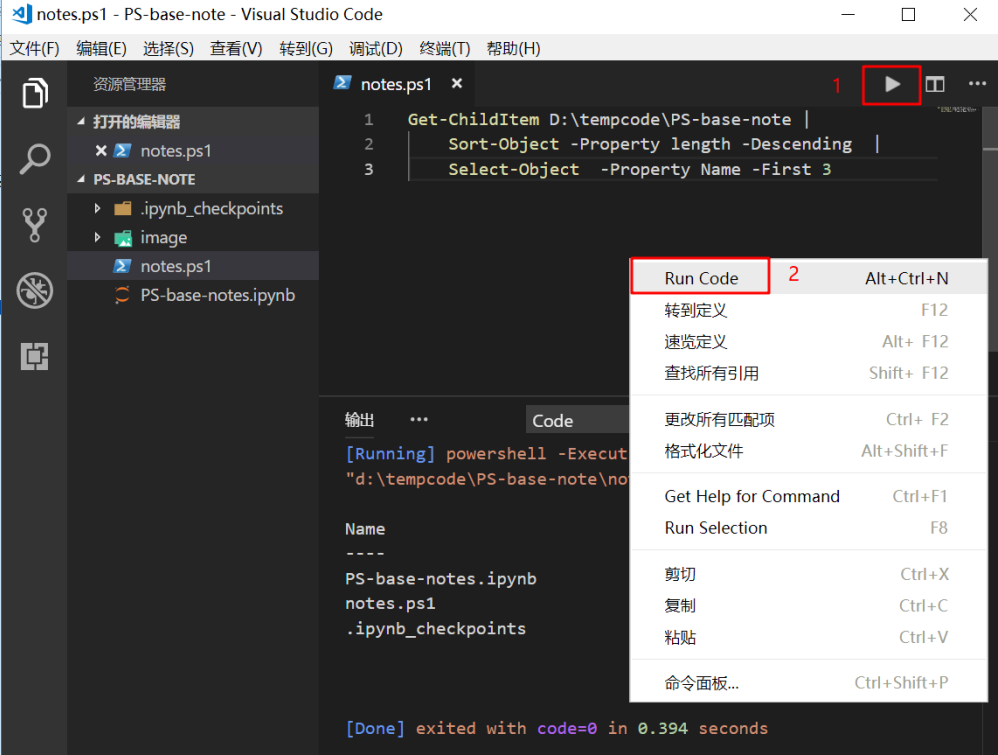 notes.ps1 - PS-base-note - Visual Studio Code
文件(F) 编辑(E) 选择(S) 查看(V) 转到(G) 调试(D) 终端(T) 帮助(H)
资源管理器
打开的编辑器
notes.ps1
PS-BASE-NOTE
.ipynb_checkpoints
image
notes.ps1
PS-base-notes.ipynb
notes.ps1
1
1 Get-ChildItem D:\tempcode\PS-base-note |
2 Sort-Object -Property length -Descending |
3 Select-Object -Property Name -First 3
Run Code Alt+Ctrl+N
2
转到定义 F12
速览定义 Alt+ F12
查找所有引用 Shift+ F12
更改所有匹配项 Ctrl+ F2
格式化文件 Alt+Shift+F
Get Help for Command Ctrl+F1
Run Selection F8
剪切 Ctrl+X
复制 Ctrl+C
粘贴 Ctrl+V
命令面板... Ctrl+Shift+P
输出 ··· Code
[Running] powershell -Execut
"d:\tempcode\PS-base-note\no
Name
----
PS-base-notes.ipynb
notes.ps1
.ipynb_checkpoints
[Done] exited with code=0 in 0.394 seconds